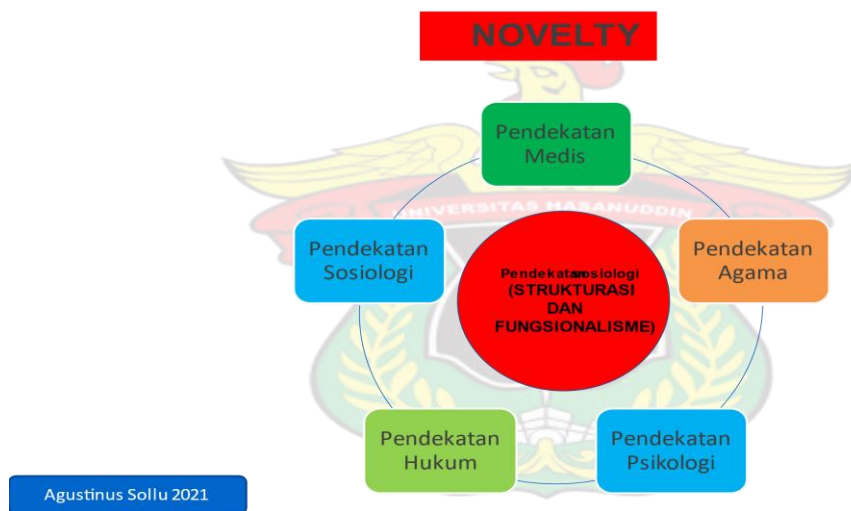 NOVELTY
Pendekatan
Medis
UNIVERSITAS HASANUDDIN
Pendekatan
Sosiologi
Pendekatan
Agama
Pendekatansosiologi
(STRUKTURASI
DAN
FUNGSIONALISME)
Pendekatan
Hukum
Pendekatan
Psikologi
Agustinus Sollu 2021